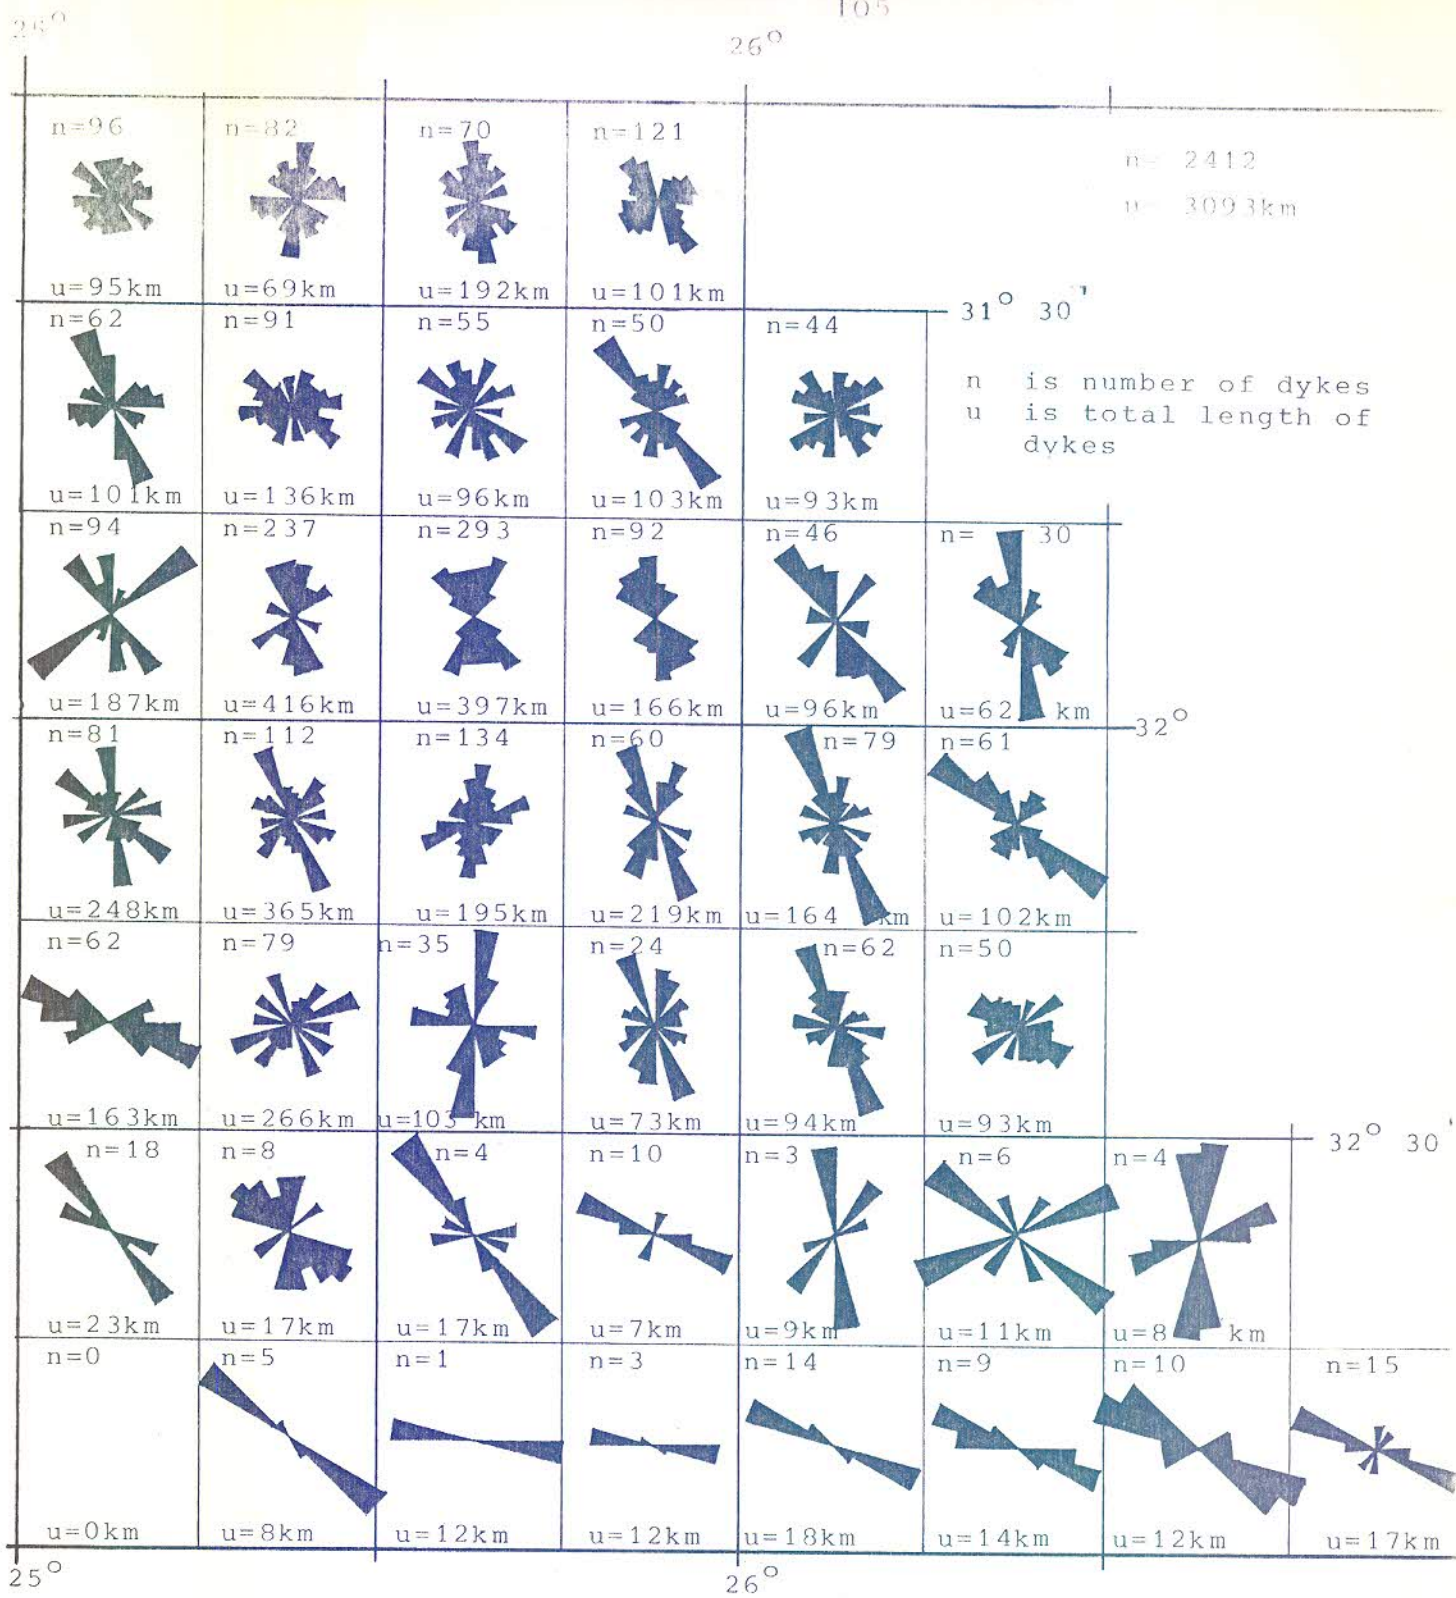 105
26°
n=96 n=82 n=70 n=121
n= 2412
u= 3093km
u=95km u=69km u=192km u=101km
31° 30'
n=62 n=91 n=55 n=50 n=44
n is number of dykes
u is total length of
dykes
u=101km u=136km u=96km u=103km u=93km
n=94 n=237 n=293 n=92 n=46 n= 30
u=187km u=416km u=397km u=166km u=96km u=62 km
32°
n=81 n=112 n=134 n=60 n=79 n=61
u=248km u=365km u=195km u=219km u=164 km u=102km
n=62 n=79 n=35 n=24 n=62 n=50
u=163km u=266km u=103 km u=73km u=94km u=93km
32° 30'
n=18 n=8 n=4 n=10 n=3 n=6 n=4
u=23km u=17km u=17km u=7km u=9km u=11km u=8 km
n=0 n=5 n=1 n=3 n=14 n=9 n=10 n=15
u=0km u=8km u=12km u=12km u=18km u=14km u=12km u=17km
25° 26°